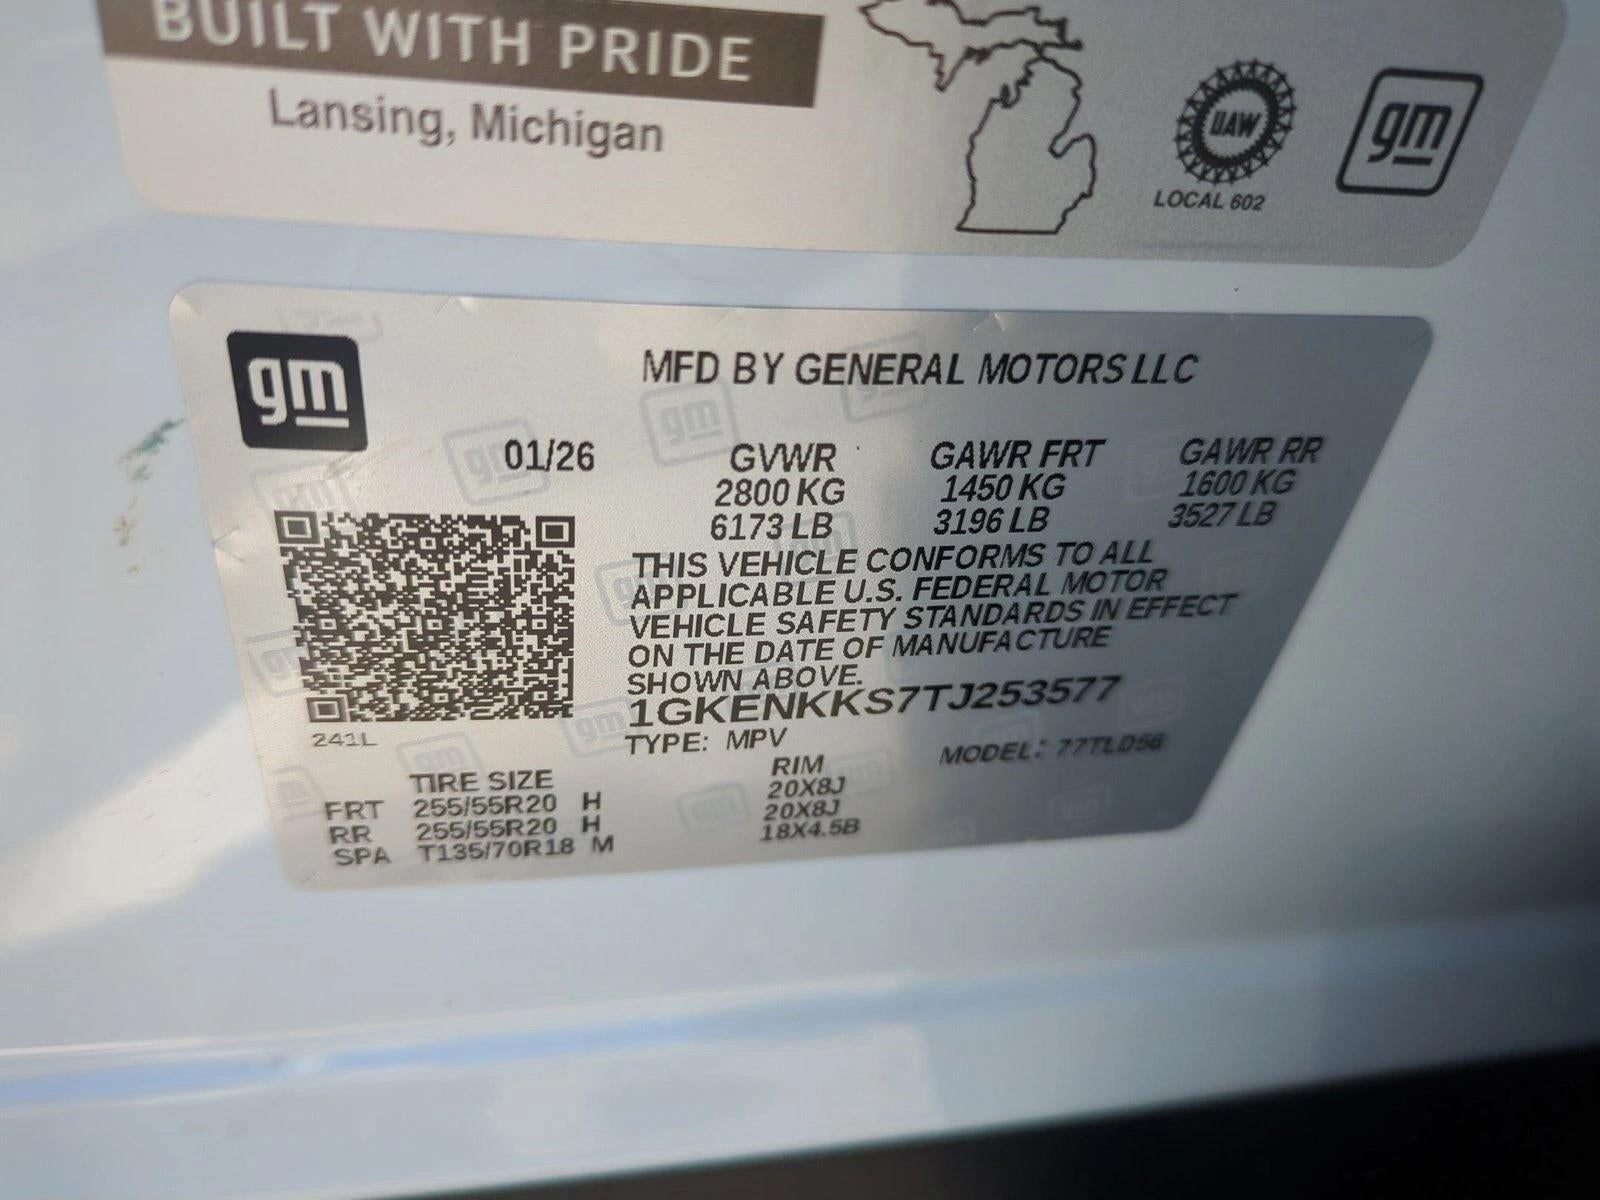 BUILT WITH PRIDE
Lansing, Michigan
UAW
LOCAL 602
gm
gm
MFD BY GENERAL MOTORS LLC
01/26
GVWR GAWR FRT GAWR RR
2800 KG 1450 KG 1600 KG
6173 LB 3196 LB 3527 LB
THIS VEHICLE CONFORMS TO ALL
APPLICABLE U.S. FEDERAL MOTOR
VEHICLE SAFETY STANDARDS IN EFFECT
ON THE DATE OF MANUFACTURE
SHOWN ABOVE.
1GKENKKS7TJ253577
241L
TYPE: MPV MODEL: 77TLD56
TIRE SIZE RIM
FRT 255/55R20 H 20X8J
RR 255/55R20 H 20X8J
SPA T135/70R18 M 18X4.5B